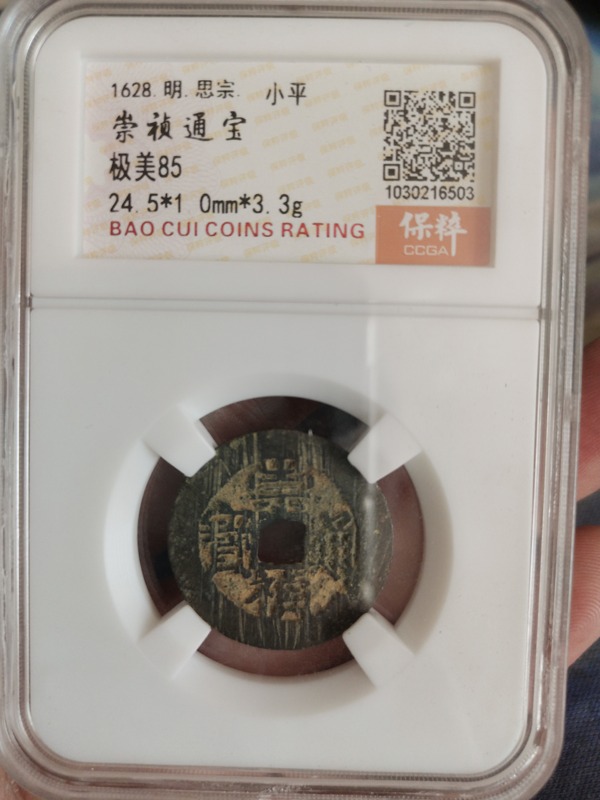 1628.明.思宗. 小平
崇祯通宝
极美85
24.5*1.0mm*3.3g
BAO CUI COINS RATING
1030216503
保粹
CCGA
崇祯通寳